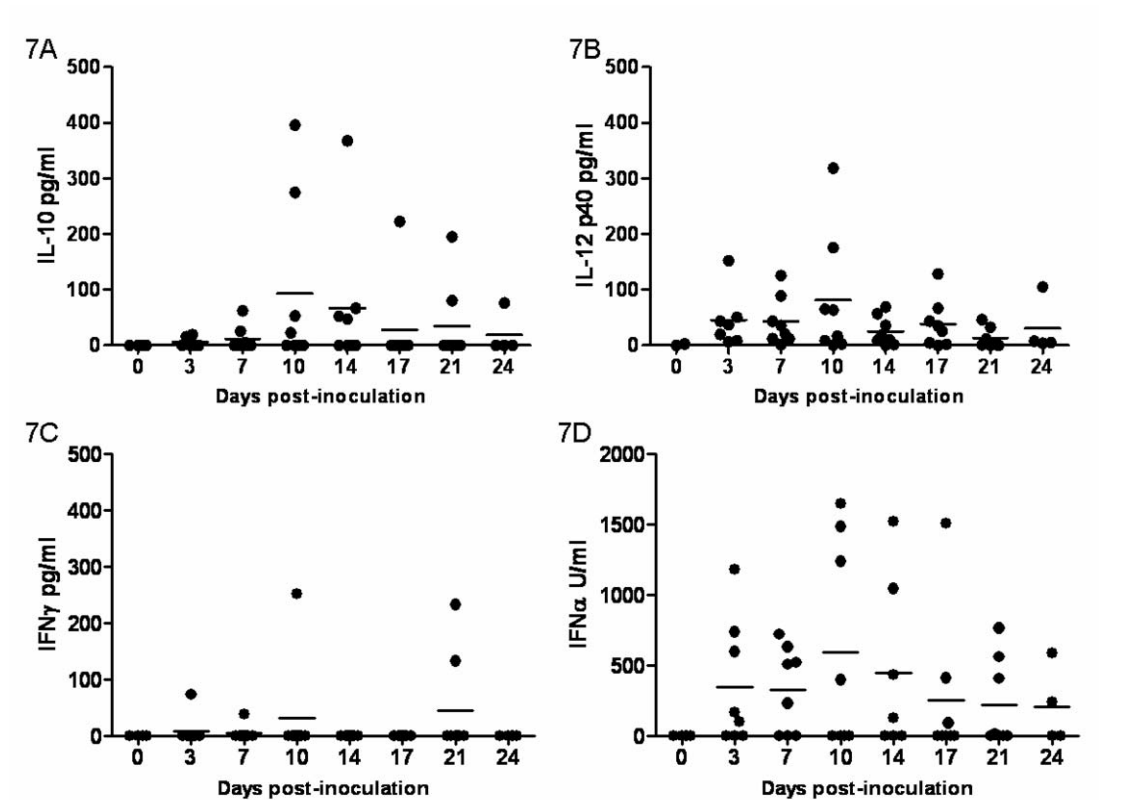 7A
500
400
300
200
100
0
IL-10 pg/ml
0 3 7 10 14 17 21 24
Days post-inoculation
7B
500
400
300
200
100
0
IL-12 p40 pg/ml
0 3 7 10 14 17 21 24
Days post-inoculation
7C
500
400
300
200
100
0
IFNγ pg/ml
0 3 7 10 14 17 21 24
Days post-inoculation
7D
2000
1500
1000
500
0
IFNα U/ml
0 3 7 10 14 17 21 24
Days post-inoculation